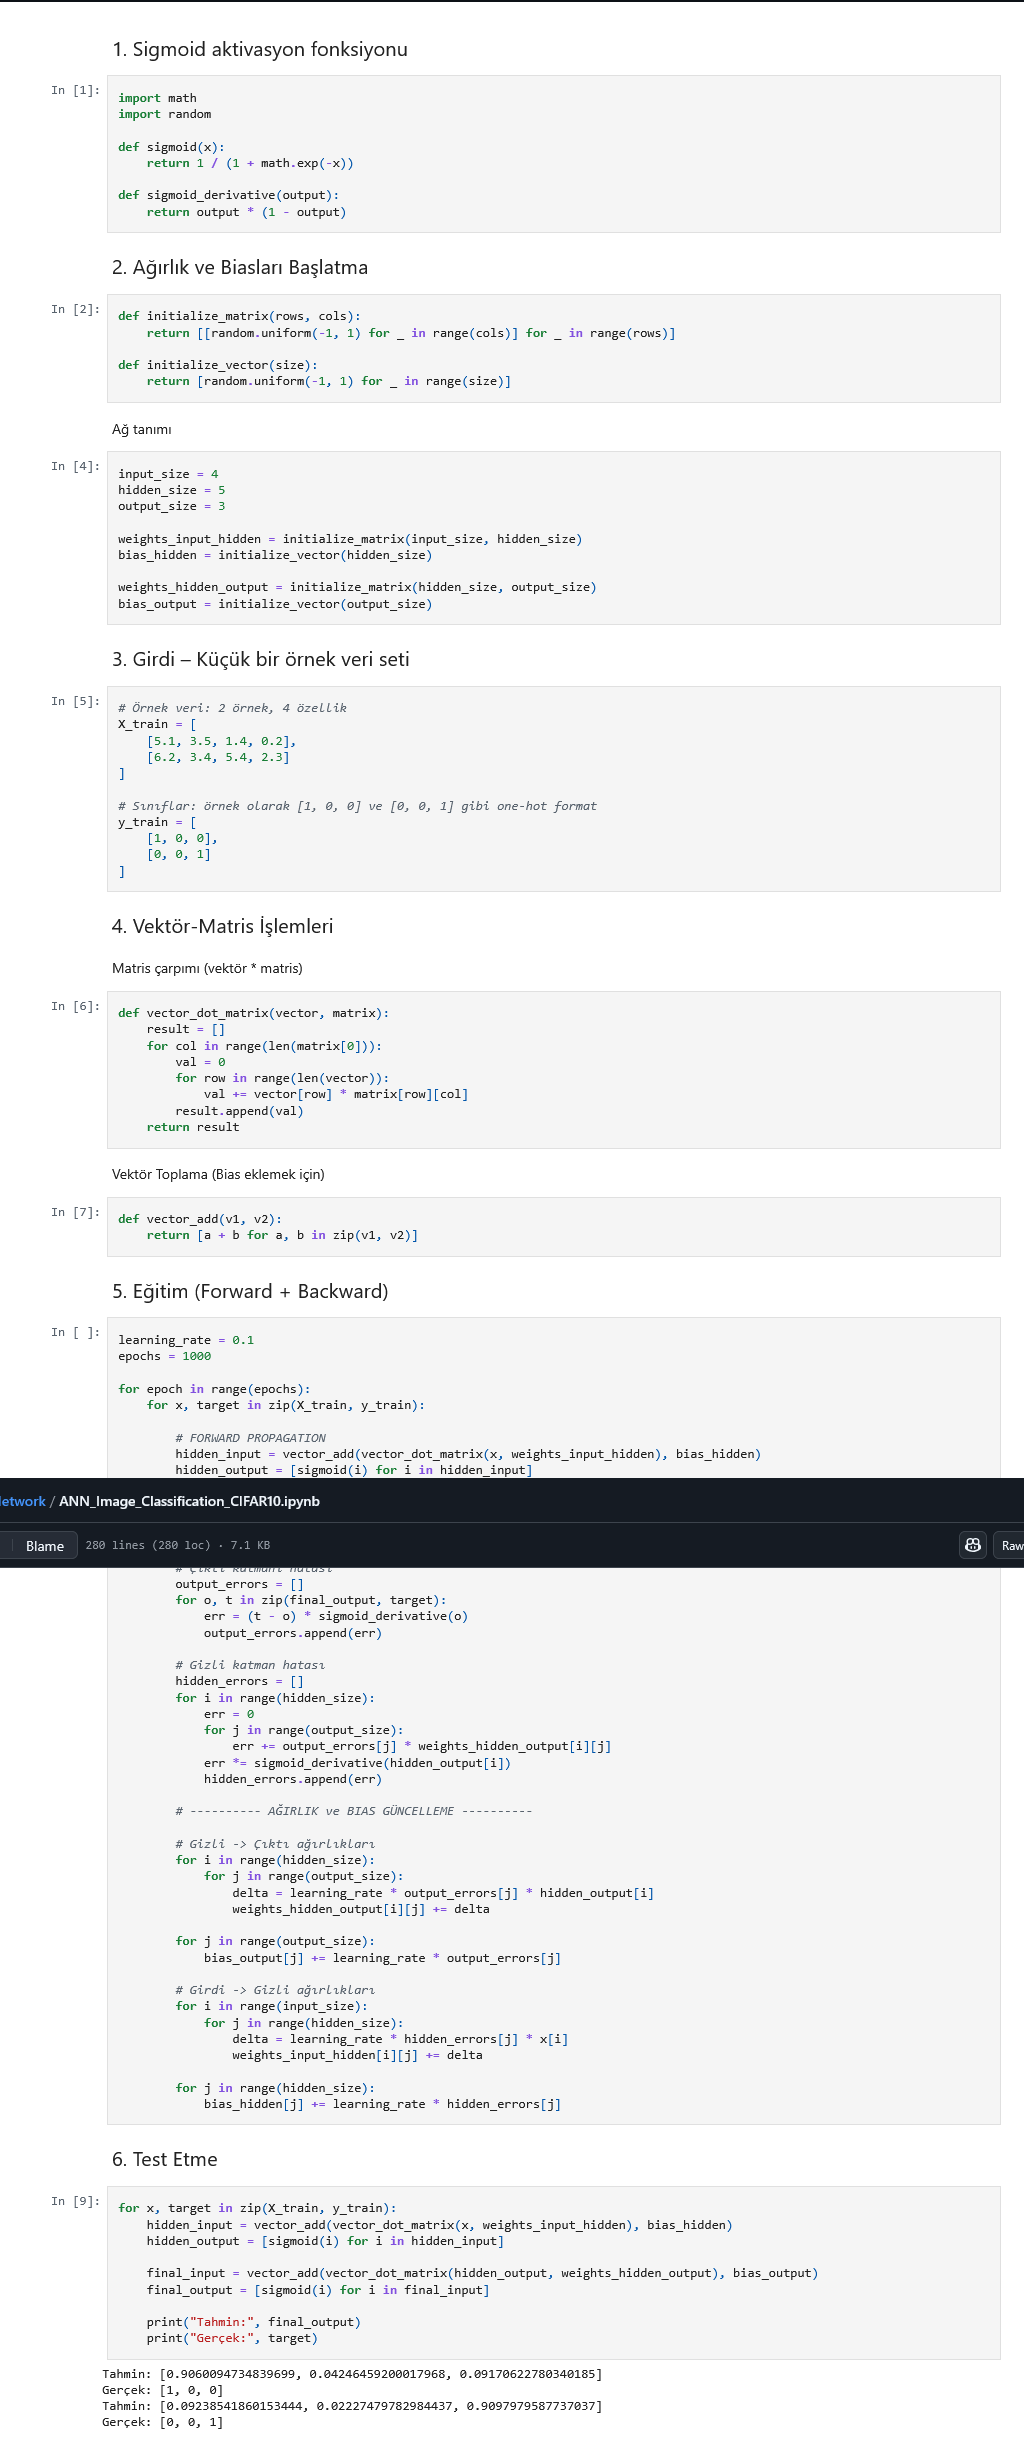 1. Sigmoid aktivasyon fonksiyonu
In [1]:
import math
import random
def sigmoid(x):
    return 1 / (1 + math.exp(-x))
def sigmoid_derivative(output):
    return output * (1 - output)
2. Ağırlık ve Biasları Başlatma
In [2]:
def initialize_matrix(rows, cols):
    return [[random.uniform(-1, 1) for _ in range(cols)] for _ in range(rows)]
def initialize_vector(size):
    return [random.uniform(-1, 1) for _ in range(size)]
Ağ tanımı
In [4]:
input_size = 4
hidden_size = 5
output_size = 3
weights_input_hidden = initialize_matrix(input_size, hidden_size)
bias_hidden = initialize_vector(hidden_size)
weights_hidden_output = initialize_matrix(hidden_size, output_size)
bias_output = initialize_vector(output_size)
3. Girdi – Küçük bir örnek veri seti
In [5]:
# Örnek veri: 2 örnek, 4 özellik
X_train = [
    [5.1, 3.5, 1.4, 0.2],
    [6.2, 3.4, 5.4, 2.3]
]
# Sınıflar: örnek olarak [1, 0, 0] ve [0, 0, 1] gibi one-hot format
y_train = [
    [1, 0, 0],
    [0, 0, 1]
]
4. Vektör-Matris İşlemleri
Matris çarpımı (vektör * matris)
In [6]:
def vector_dot_matrix(vector, matrix):
    result = []
    for col in range(len(matrix[0])):
        val = 0
        for row in range(len(vector)):
            val += vector[row] * matrix[row][col]
        result.append(val)
    return result
Vektör Toplama (Bias eklemek için)
In [7]:
def vector_add(v1, v2):
    return [a + b for a, b in zip(v1, v2)]
5. Eğitim (Forward + Backward)
In [ ]:
learning_rate = 0.1
epochs = 1000
for epoch in range(epochs):
    for x, target in zip(X_train, y_train):
        # FORWARD PROPAGATION
        hidden_input = vector_add(vector_dot_matrix(x, weights_input_hidden), bias_hidden)
        hidden_output = [sigmoid(i) for i in hidden_input]
etwork / ANN_Image_Classification_CIFAR10.ipynb
Blame 280 lines (280 loc) · 7.1 KB Raw
        # Çıktı katmanı hatası
        output_errors = []
        for o, t in zip(final_output, target):
            err = (t - o) * sigmoid_derivative(o)
            output_errors.append(err)
        # Gizli katman hatası
        hidden_errors = []
        for i in range(hidden_size):
            err = 0
            for j in range(output_size):
                err += output_errors[j] * weights_hidden_output[i][j]
            err *= sigmoid_derivative(hidden_output[i])
            hidden_errors.append(err)
        # ---------- AĞIRLIK ve BIAS GÜNCELLEME ----------
        # Gizli -> Çıktı ağırlıkları
        for i in range(hidden_size):
            for j in range(output_size):
                delta = learning_rate * output_errors[j] * hidden_output[i]
                weights_hidden_output[i][j] += delta
        for j in range(output_size):
            bias_output[j] += learning_rate * output_errors[j]
        # Girdi -> Gizli ağırlıkları
        for i in range(input_size):
            for j in range(hidden_size):
                delta = learning_rate * hidden_errors[j] * x[i]
                weights_input_hidden[i][j] += delta
        for j in range(hidden_size):
            bias_hidden[j] += learning_rate * hidden_errors[j]
6. Test Etme
In [9]:
for x, target in zip(X_train, y_train):
    hidden_input = vector_add(vector_dot_matrix(x, weights_input_hidden), bias_hidden)
    hidden_output = [sigmoid(i) for i in hidden_input]
    final_input = vector_add(vector_dot_matrix(hidden_output, weights_hidden_output), bias_output)
    final_output = [sigmoid(i) for i in final_input]
    print("Tahmin:", final_output)
    print("Gerçek:", target)
Tahmin: [0.9060094734839699, 0.04246459200017968, 0.09170622780340185]
Gerçek: [1, 0, 0]
Tahmin: [0.09238541860153444, 0.02227479782984437, 0.9097979587737037]
Gerçek: [0, 0, 1]